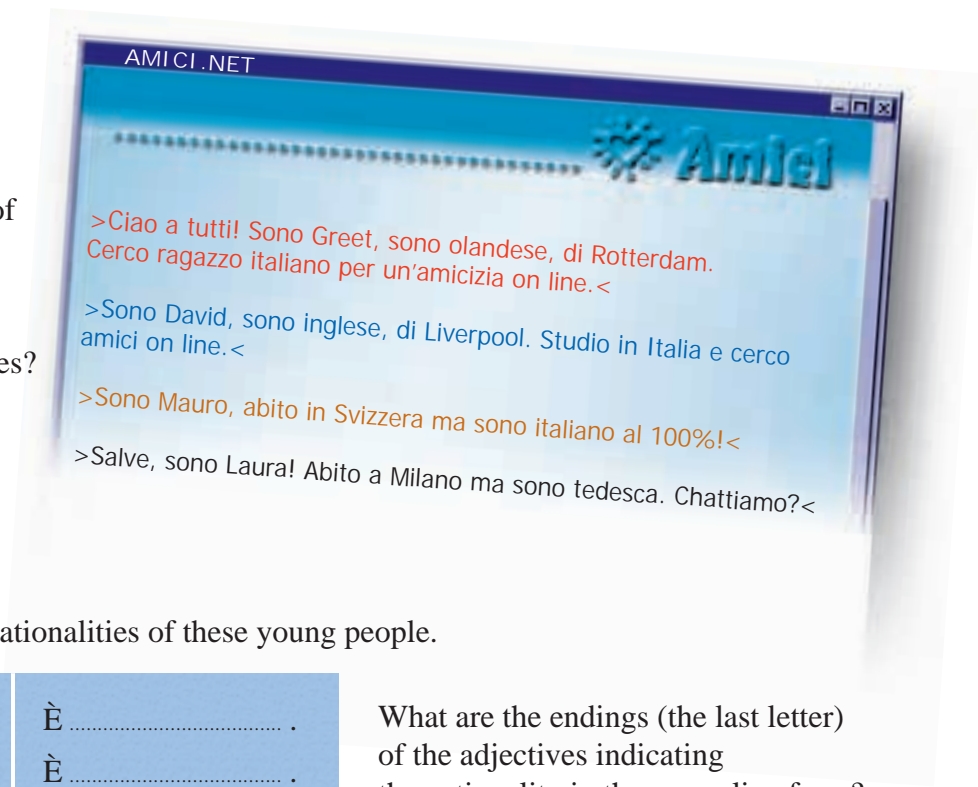 AMICI.NET
Amici
of
>Ciao a tutti! Sono Greet, sono olandese, di Rotterdam.
Cerco ragazzo italiano per un'amicizia on line.<
>Sono David, sono inglese, di Liverpool. Studio in Italia e cerco
amici on line.<
es?
>Sono Mauro, abito in Svizzera ma sono italiano al 100%!<
>Salve, sono Laura! Abito a Milano ma sono tedesca. Chattiamo?<
ationalities of these young people.
È .................................. .
È .................................. .
What are the endings (the last letter)
of the adjectives indicating